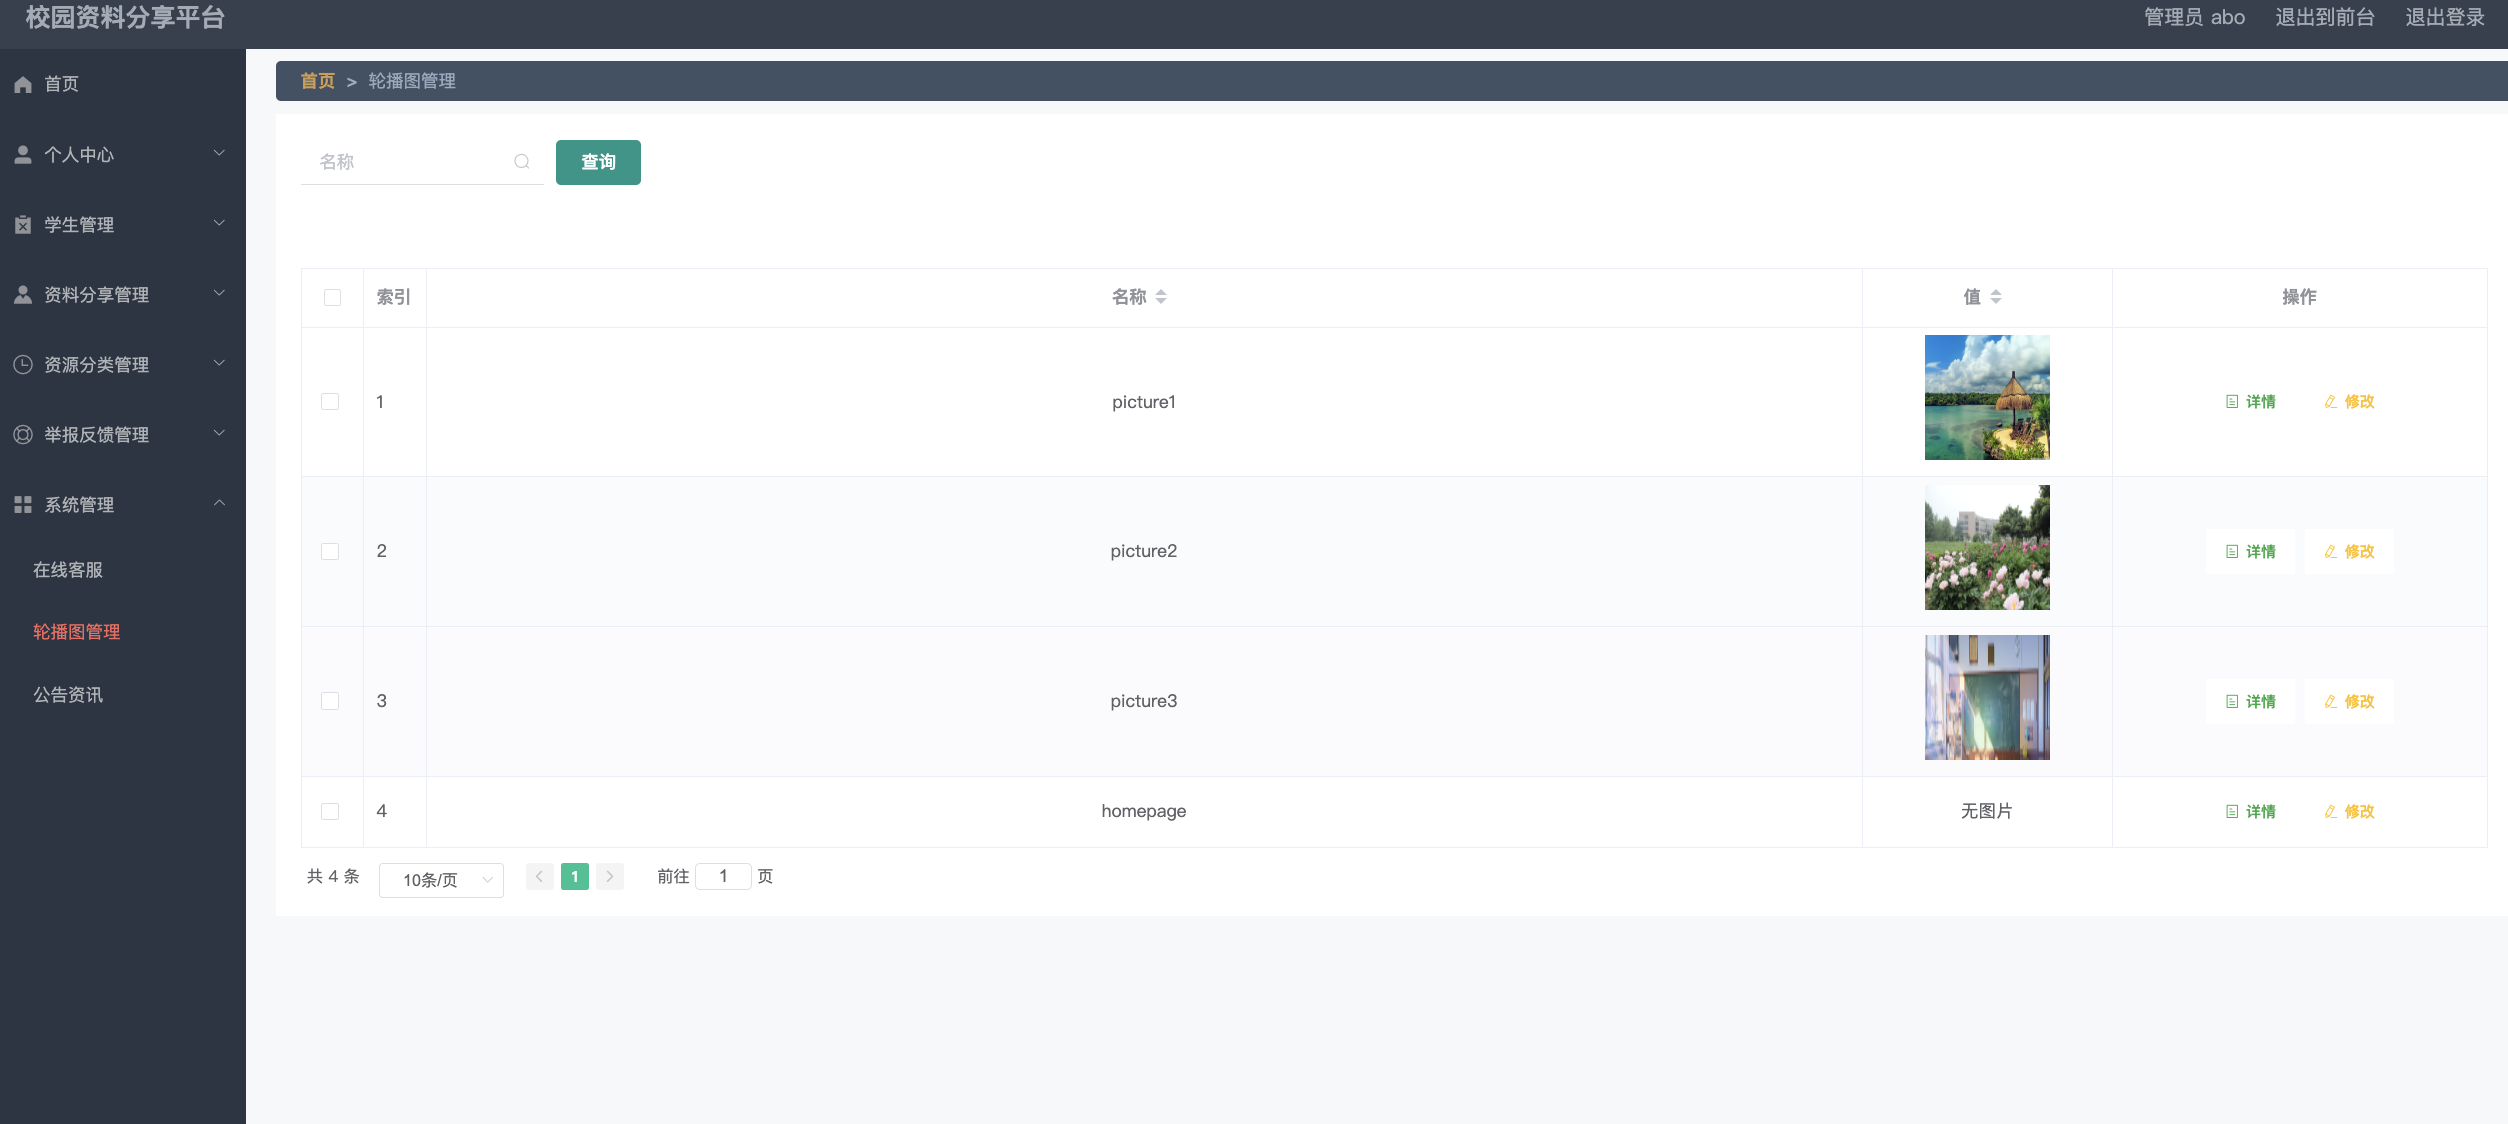 校园资料分享平台
管理员 abo 退出到前台 退出登录
首页
个人中心
学生管理
资料分享管理
资源分类管理
举报反馈管理
系统管理
在线客服
轮播图管理
公告资讯
首页 > 轮播图管理
名称 查询
索引 名称 值 操作
1 picture1 详情 修改
2 picture2 详情 修改
3 picture3 详情 修改
4 homepage 无图片 详情 修改
共 4 条 10条/页 1 前往 1 页